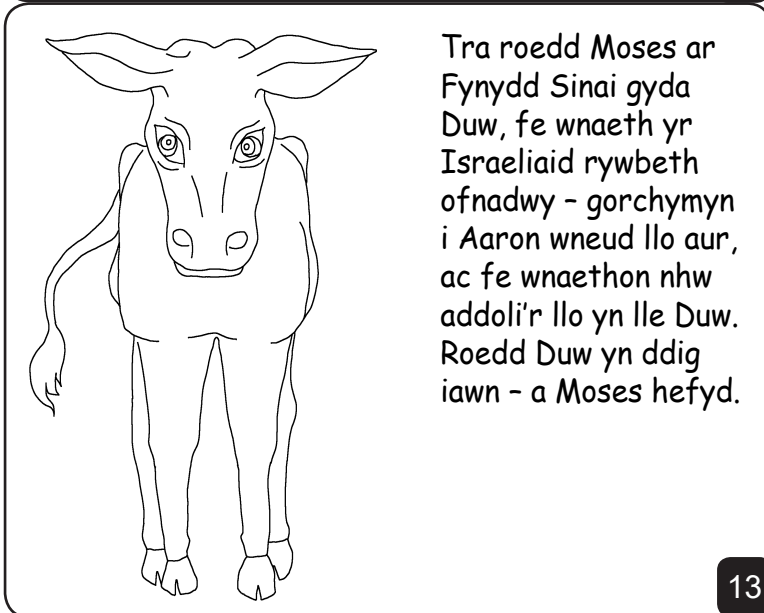 Tra roedd Moses ar
Fynydd Sinai gyda
Duw, fe wnaeth yr
Israeliaid rywbeth
ofnadwy – gorchymyn
i Aaron wneud llo aur,
ac fe wnaethon nhw
addoli'r llo yn lle Duw.
Roedd Duw yn ddig
iawn – a Moses hefyd.
13